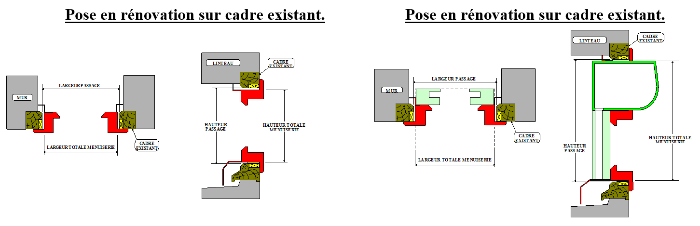 Pose en rénovation sur cadre existant.
LINTEAU
CADRE
(EXISTANT)
LARGEUR PASSAGE
MUR
HAUTEUR
PASSAGE
HAUTEUR TOTALE
MENUISERIE
CADRE
(EXISTANT)
LARGEUR TOTALE MENUISERIE
Pose en rénovation sur cadre existant.
LINTEAU
CADRE
(EXISTANT)
LARGEUR PASSAGE
MUR
CADRE
(EXISTANT)
HAUTEUR
PASSAGE
HAUTEUR TOTALE
MENUISERIE
LARGEUR TOTALE MENUISERIE